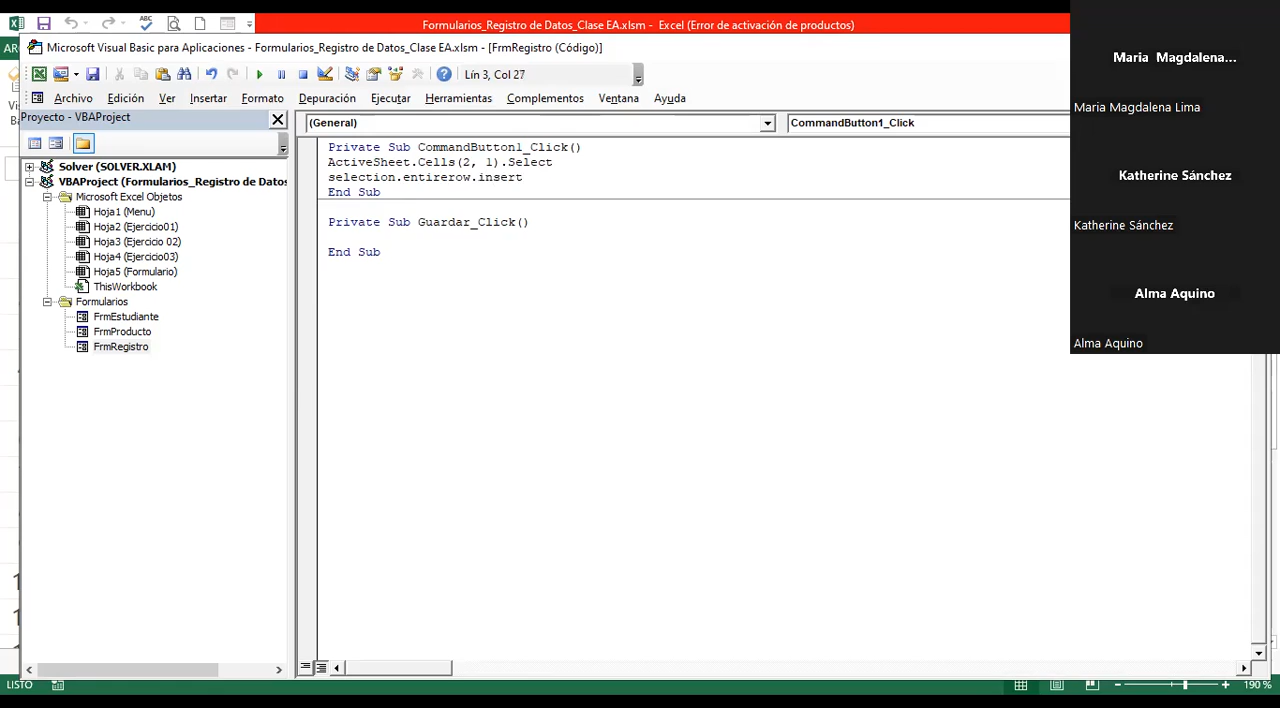 Formularios_Registro de Datos_Clase EA.xlsm - Excel (Error de activación de productos)
Microsoft Visual Basic para Aplicaciones - Formularios_Registro de Datos_Clase EA.xlsm - [FrmRegistro (Código)]
Lín 3, Col 27
Archivo Edición Ver Insertar Formato Depuración Ejecutar Herramientas Complementos Ventana Ayuda
Proyecto - VBAProject
(General)
CommandButton1_Click
Solver (SOLVER.XLAM)
VBAProject (Formularios_Registro de Datos
Microsoft Excel Objetos
Hoja1 (Menu)
Hoja2 (Ejercicio01)
Hoja3 (Ejercicio 02)
Hoja4 (Ejercicio03)
Hoja5 (Formulario)
ThisWorkbook
Formularios
FrmEstudiante
FrmProducto
FrmRegistro
Private Sub CommandButton1_Click()
ActiveSheet.Cells(2, 1).Select
selection.entirerow.insert
End Sub
Private Sub Guardar_Click()
End Sub
Maria Magdalena...
Maria Magdalena Lima
Katherine Sánchez
Katherine Sánchez
Alma Aquino
Alma Aquino
LISTO
190 %